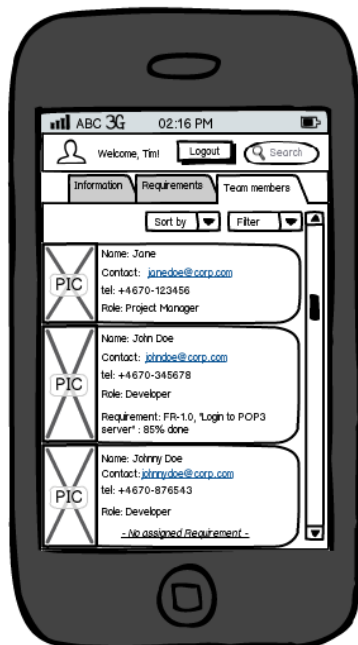 ABC 3G 02:16 PM
Welcome, Tim! Logout Search
Information Requirements Team members
Sort by Filter
PIC
Name: Jane
Contact: janedoe@corp.com
tel: +4670-123456
Role: Project Manager
PIC
Name: John Doe
Contact: johndoe@corp.com
tel: +4670-345678
Role: Developer
Requirement: FR-1.0, "Login to POP3
server" : 85% done
PIC
Name: Johnny Doe
Contact: johnnydoe@corp.com
tel: +4670-876543
Role: Developer
- No assigned Requirement -